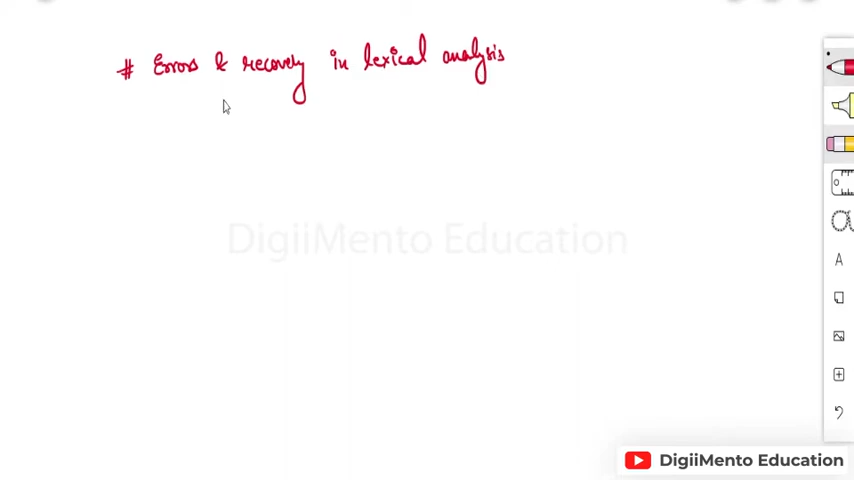 # Errors & recovery in lexical analysis
DigiiMento Education
A
DigiiMento Education